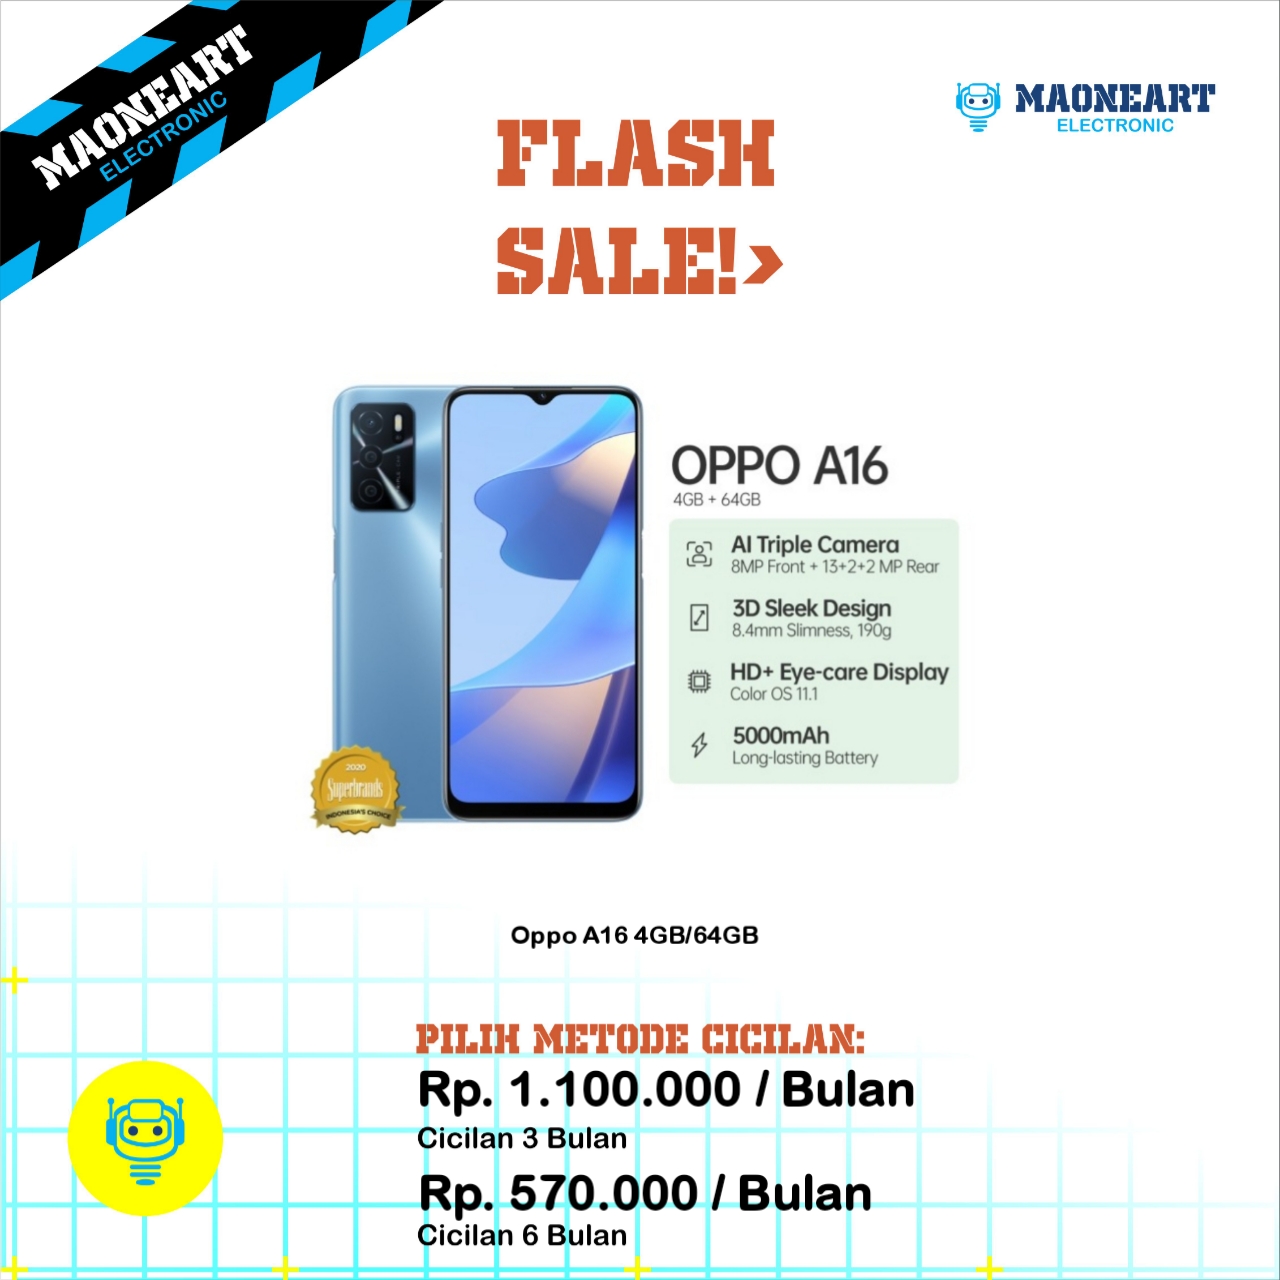 MAONEART
ELECTRONIC
MAONEART
ELECTRONIC
FLASH
SALE!>
OPPO A16
4GB + 64GB
AI Triple Camera
8MP Front + 13+2+2 MP Rear
3D Sleek Design
8.4mm Slimness, 190g
HD+ Eye-care Display
Color OS 11.1
5000mAh
Long-lasting Battery
2020
Superbrands
INDONESIA'S CHOICE
Oppo A16 4GB/64GB
PILIH METODE CICILAN:
Rp. 1.100.000 / Bulan
Cicilan 3 Bulan
Rp. 570.000 / Bulan
Cicilan 6 Bulan